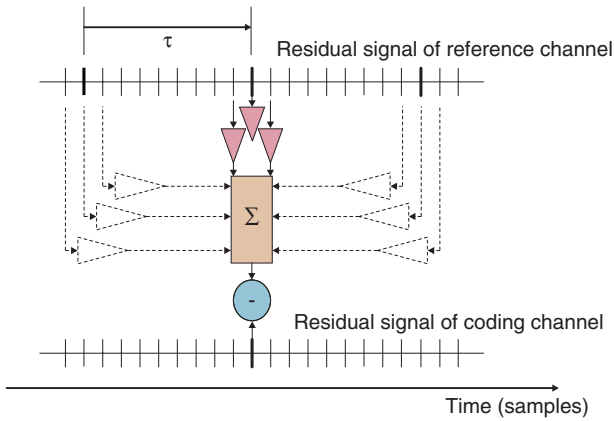 τ
Residual signal of reference channel
Σ
-
Residual signal of coding channel
Time (samples)